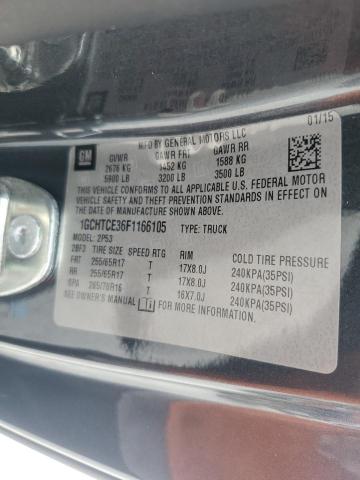 MFD BY GENERAL MOTORS LLC
01/15
GM
GVWR GAWR FRT GAWR RR
2676 KG 1452 KG 1588 KG
5900 LB 3200 LB 3500 LB
THIS VEHICLE CONFORMS TO ALL APPLICABLE U.S. FEDERAL MOTOR
VEHICLE SAFETY AND THEFT PREVENTION STANDARDS IN EFFECT ON
THE DATE OF MANUFACTURE SHOWN ABOVE.
1GCHTCE36F1166105 TYPE: TRUCK
MODEL: 2P53
2BF3 TIRE SIZE SPEED RTG RIM COLD TIRE PRESSURE
FRT 255/65R17 T 17X8.0J 240KPA(35PSI)
RR 255/65R17 T 17X8.0J 240KPA(35PSI)
SPA 265/70R16 T 16X7.0J 240KPA(35PSI)
SEE OWNER'S MANUAL FOR MORE INFORMATION.